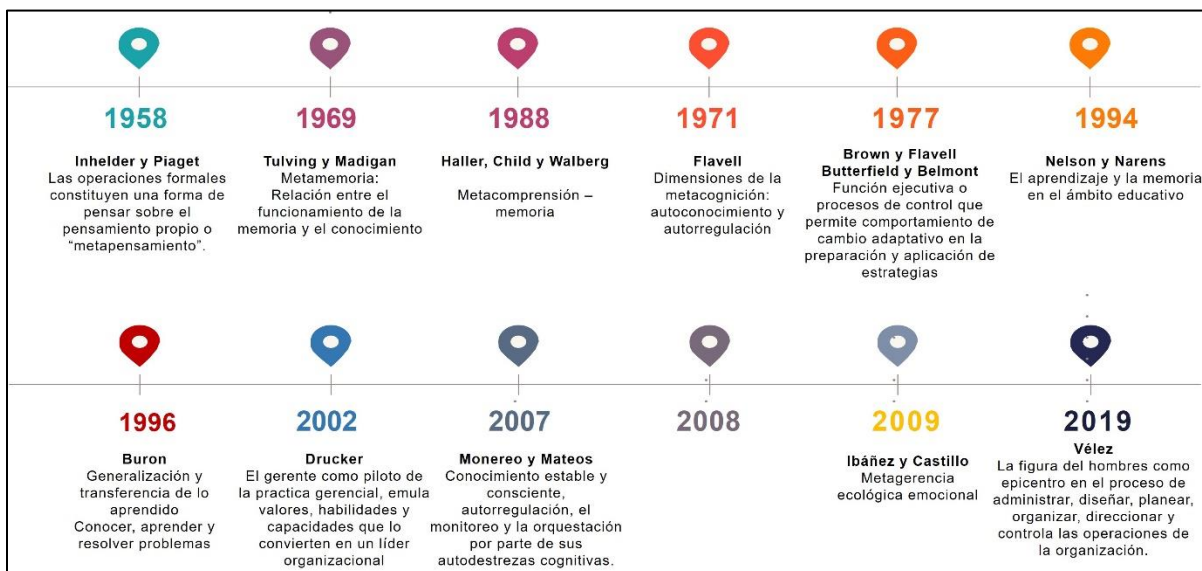 1958
Inhelder y Piaget
Las operaciones formales
constituyen una forma de
pensar sobre el
pensamiento propio o
“metapensamiento”.
1969
Tulving y Madigan
Metamemoria:
Relación entre el
funcionamiento de la
memoria y el conocimiento
1988
Haller, Child y Walberg
Metacomprensión –
memoria
1971
Flavell
Dimensiones de la
metacognición:
autoconocimiento y
autorregulación
1977
Brown y Flavell
Butterfield y Belmont
Función ejecutiva o
procesos de control que
permite comportamiento de
cambio adaptativo en la
preparación y aplicación de
estrategias
1994
Nelson y Narens
El aprendizaje y la memoria
en el ámbito educativo
1996
Buron
Generalización y
transferencia de lo
aprendido
Conocer, aprender y
resolver problemas
2002
Drucker
El gerente como piloto de
la practica gerencial, emula
valores, habilidades y
capacidades que lo
convierten en un líder
organizacional
2007
Monereo y Mateos
Conocimiento estable y
consciente,
autorregulación, el
monitoreo y la orquestación
por parte de sus
autodestrezas cognitivas.
2008
2009
Ibáñez y Castillo
Metagerencia
ecológica emocional
2019
Vélez
La figura del hombres como
epicentro en el proceso de
administrar, diseñar, planear,
organizar, direccionar y
controla las operaciones de
la organización.